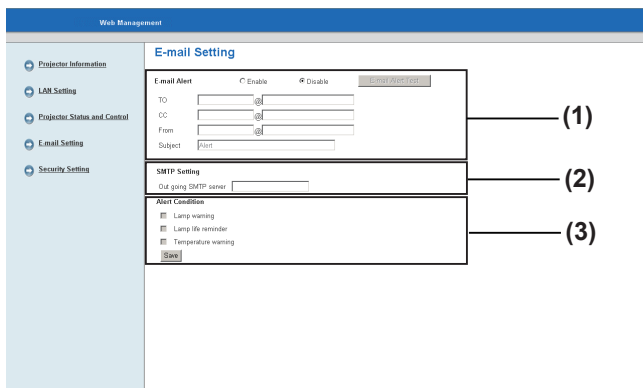 Web Management
E-mail Setting
Projector Information
LAN Setting
Projector Status and Control
E-mail Setting
Security Setting
E-mail Alert Enable Disable E-mail Alert Test
TO @
CC @
From @
Subject Alert
(1)
SMTP Setting
Out going SMTP server
(2)
Alert Condition
Lamp warning
Lamp life reminder
Temperature warning
Save
(3)